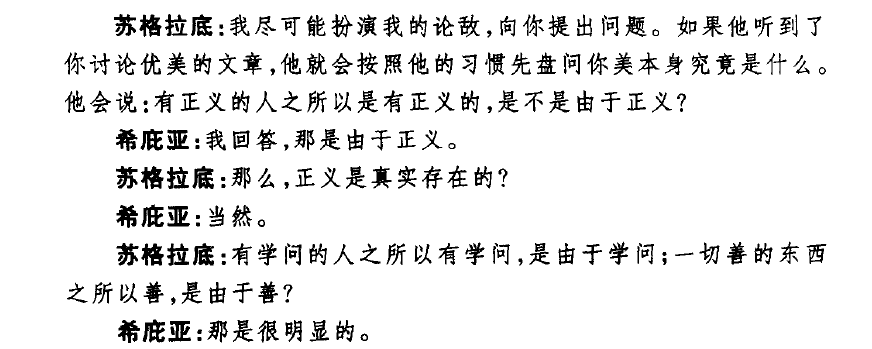 苏格拉底:我尽可能扮演我的论敌,向你提出问题。如果他听到了
你讨论优美的文章,他就会按照他的习惯先盘问你美本身究竟是什么。
他会说:有正义的人之所以是有正义的,是不是由于正义?
希庇亚:我回答,那是由于正义。
苏格拉底:那么,正义是真实存在的?
希庇亚:当然。
苏格拉底:有学问的人之所以有学问,是由于学问;一切善的东西
之所以善,是由于善?
希庇亚:那是很明显的。